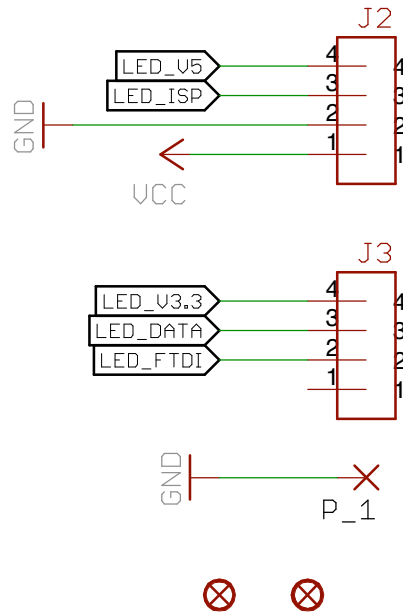 J2
LED_V5 4 4
LED_ISP 3 3
GND 2 2
1 1
VCC
J3
LED_V3.3 4 4
LED_DATA 3 3
LED_FTDI 2 2
1 1
GND
P_1